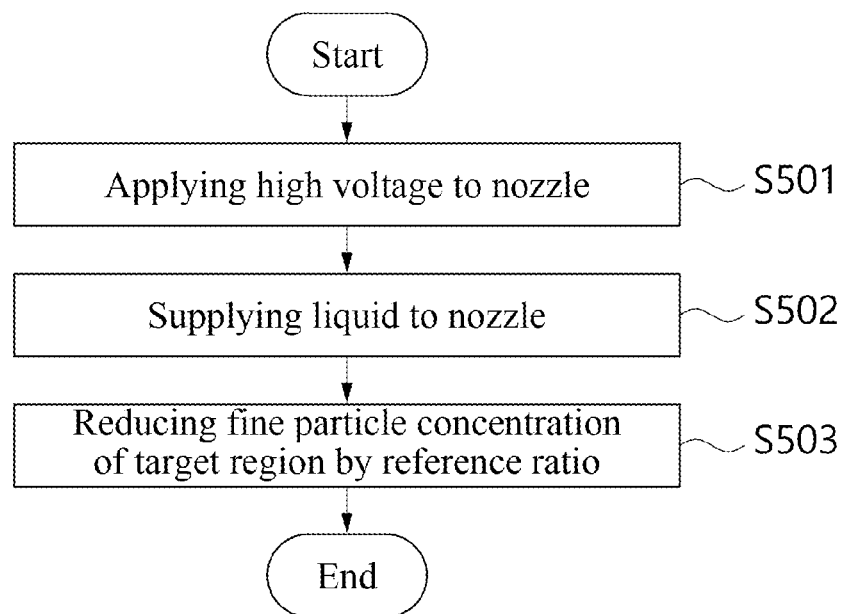 Start
Applying high voltage to nozzle
S501
Supplying liquid to nozzle
S502
Reducing fine particle concentration
of target region by reference ratio
S503
End